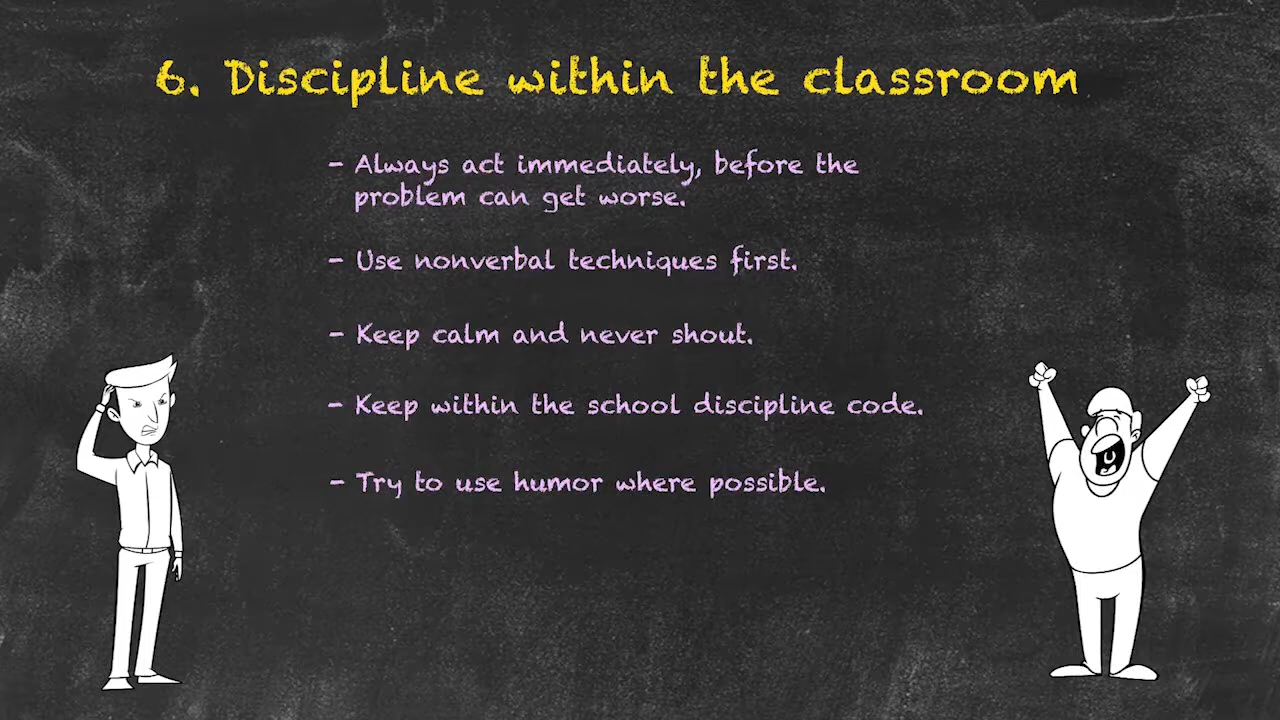 6. Discipline within the classroom
- Always act immediately, before the
problem can get worse.
- Use nonverbal techniques first.
- Keep calm and never shout.
- Keep within the school discipline code.
- Try to use humor where possible.